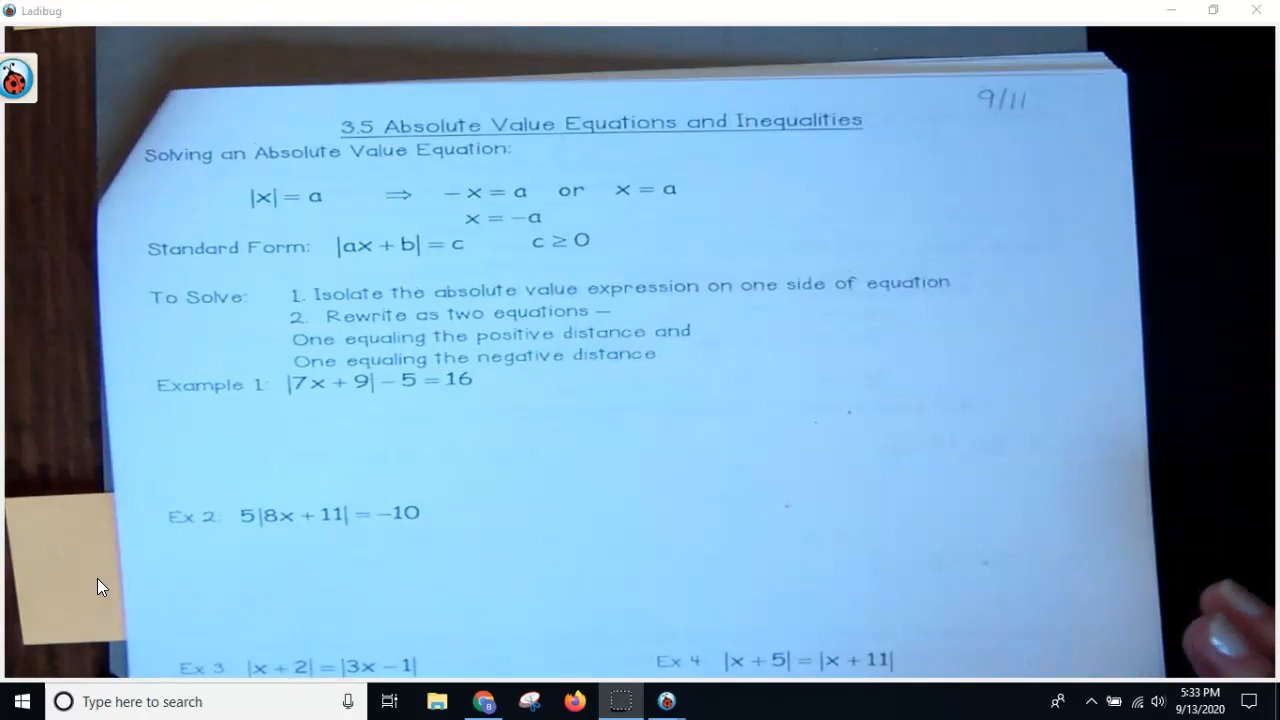 Ladibug
9/11
3.5 Absolute Value Equations and Inequalities
Solving an Absolute Value Equation:
|x| = a ⇒ −x = a or x = a
x = −a
Standard Form: |ax + b| = c c ≥ 0
To Solve: 1. Isolate the absolute value expression on one side of equation
2. Rewrite as two equations —
One equaling the positive distance and
One equaling the negative distance
Example 1: |7x + 9| − 5 = 16
Ex 2: 5|8x + 11| = −10
Ex 3 |x + 2| = |3x − 1| Ex 4 |x + 5| = |x + 11|
Type here to search
5:33 PM
9/13/2020